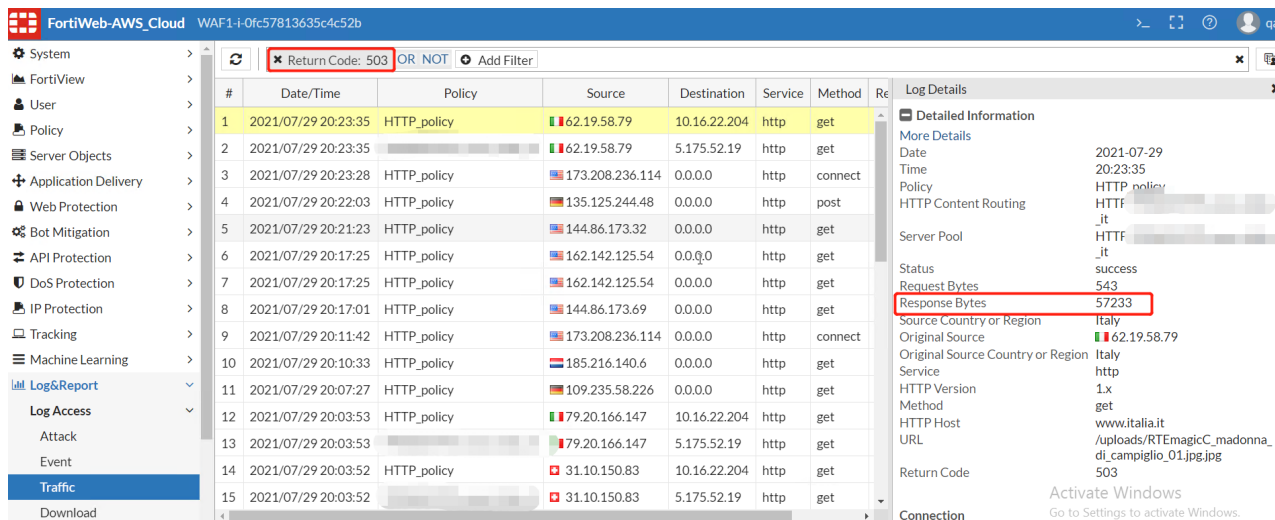 FortiWeb-AWS_Cloud WAF1-i-0fc57813635c4c52b
System
FortiView
User
Policy
Server Objects
Application Delivery
Web Protection
Bot Mitigation
API Protection
DoS Protection
IP Protection
Tracking
Machine Learning
Log&Report
Log Access
Attack
Event
Traffic
Download
Return Code: 503 OR NOT Add Filter
# Date/Time Policy Source Destination Service Method Re
1 2021/07/29 20:23:35 HTTP_policy 62.19.58.79 10.16.22.204 http get
2 2021/07/29 20:23:35 62.19.58.79 5.175.52.19 http get
3 2021/07/29 20:23:28 HTTP_policy 173.208.236.114 0.0.0.0 http connect
4 2021/07/29 20:22:03 HTTP_policy 135.125.244.48 0.0.0.0 http post
5 2021/07/29 20:21:23 HTTP_policy 144.86.173.32 0.0.0.0 http get
6 2021/07/29 20:17:25 HTTP_policy 162.142.125.54 0.0.0.0 http get
7 2021/07/29 20:17:25 HTTP_policy 162.142.125.54 0.0.0.0 http get
8 2021/07/29 20:17:01 HTTP_policy 144.86.173.69 0.0.0.0 http get
9 2021/07/29 20:11:42 HTTP_policy 173.208.236.114 0.0.0.0 http connect
10 2021/07/29 20:10:33 HTTP_policy 185.216.140.6 0.0.0.0 http get
11 2021/07/29 20:07:27 HTTP_policy 109.235.58.226 0.0.0.0 http get
12 2021/07/29 20:03:53 HTTP_policy 79.20.166.147 10.16.22.204 http get
13 2021/07/29 20:03:53 79.20.166.147 5.175.52.19 http get
14 2021/07/29 20:03:52 HTTP_policy 31.10.150.83 10.16.22.204 http get
15 2021/07/29 20:03:52 31.10.150.83 5.175.52.19 http get
Log Details
Detailed Information
More Details
Date 2021-07-29
Time 20:23:35
Policy HTTP_policy
HTTP Content Routing HTTP
_it
Server Pool HTTP
_it
Status success
Request Bytes 543
Response Bytes 57233
Source Country or Region Italy
Original Source 62.19.58.79
Original Source Country or Region Italy
Service http
HTTP Version 1.x
Method get
HTTP Host www.italia.it
URL /uploads/RTEmagicC_madonna_
di_campiglio_01.jpg.jpg
Return Code 503
Connection
Activate Windows
Go to Settings to activate Windows.